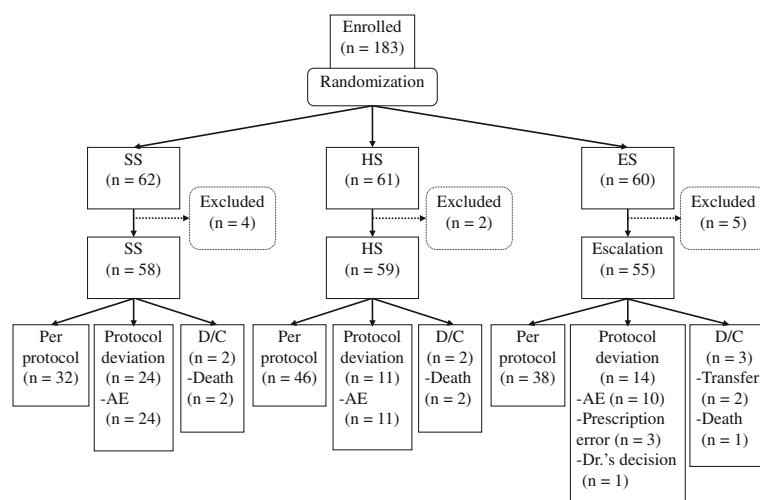 Enrolled
(n = 183)
Randomization
SS
(n = 62)
HS
(n = 61)
ES
(n = 60)
Excluded
(n = 4)
Excluded
(n = 2)
Excluded
(n = 5)
SS
(n = 58)
HS
(n = 59)
Escalation
(n = 55)
Per
protocol
(n = 32)
Protocol
deviation
(n = 24)
-AE
(n = 24)
D/C
(n = 2)
-Death
(n = 2)
Per
protocol
(n = 46)
Protocol
deviation
(n = 11)
-AE
(n = 11)
D/C
(n = 2)
-Death
(n = 2)
Per
protocol
(n = 38)
Protocol
deviation
(n = 14)
-AE (n = 10)
-Prescription
error (n = 3)
-Dr.'s decision
(n = 1)
D/C
(n = 3)
-Transfer
(n = 2)
-Death
(n = 1)